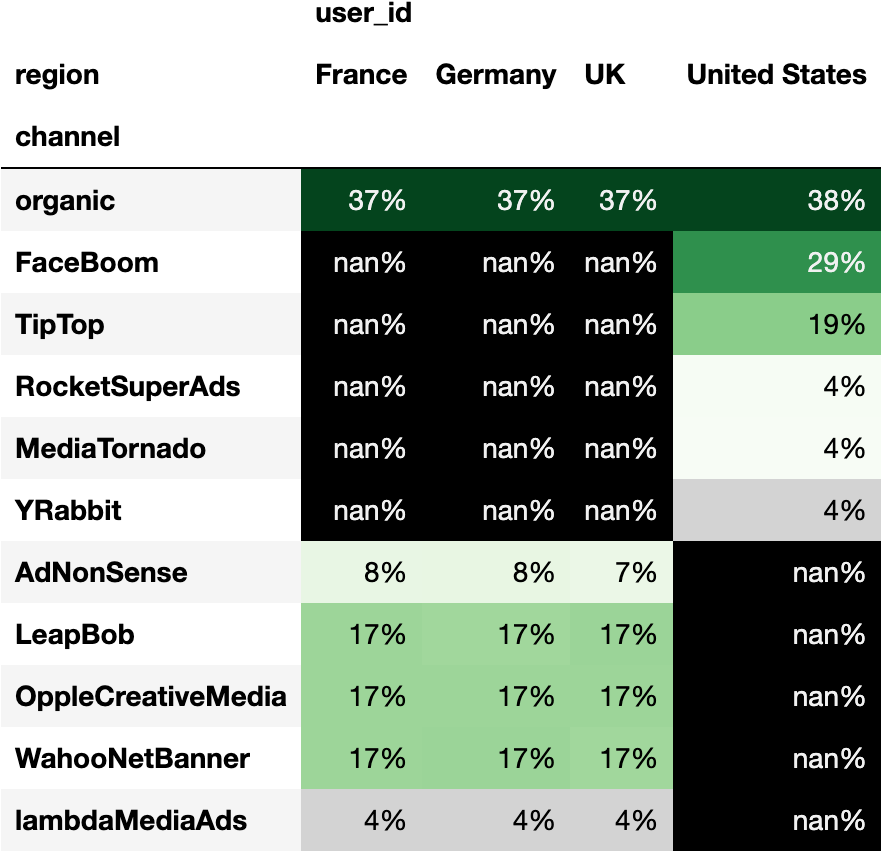 user_id
region France Germany UK United States
channel
organic 37% 37% 37% 38%
FaceBoom nan% nan% nan% 29%
TipTop nan% nan% nan% 19%
RocketSuperAds nan% nan% nan% 4%
MediaTornado nan% nan% nan% 4%
YRabbit nan% nan% nan% 4%
AdNonSense 8% 8% 7% nan%
LeapBob 17% 17% 17% nan%
OppleCreativeMedia 17% 17% 17% nan%
WahooNetBanner 17% 17% 17% nan%
lambdaMediaAds 4% 4% 4% nan%